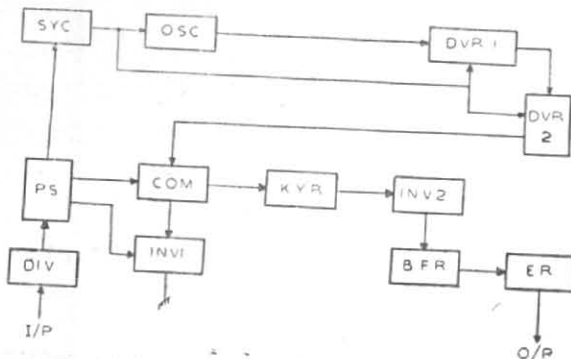 SYC
OSC
DVR 1
DVR
2
PS
COM
KYR
INV2
INV1
DIV
BFR
ER
I/P
O/P